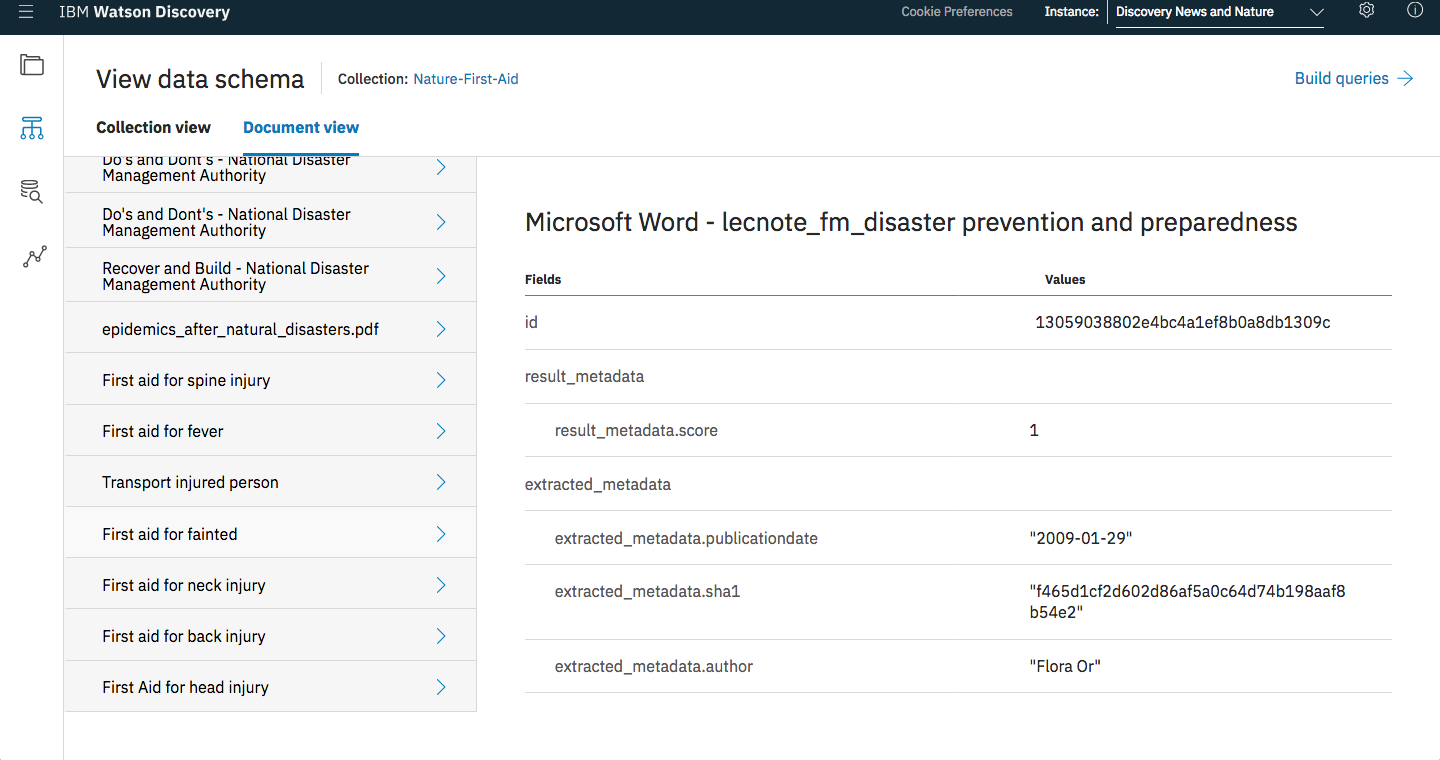 IBM Watson Discovery
Cookie Preferences
Instance:
Discovery News and Nature
View data schema
Collection: Nature-First-Aid
Build queries
Collection view
Document view
Do's and Dont's - National Disaster
Management Authority
Do's and Dont's - National Disaster
Management Authority
Recover and Build - National Disaster
Management Authority
epidemics_after_natural_disasters.pdf
First aid for spine injury
First aid for fever
Transport injured person
First aid for fainted
First aid for neck injury
First aid for back injury
First Aid for head injury
Microsoft Word - lecnote_fm_disaster prevention and preparedness
Fields Values
id 13059038802e4bc4a1ef8b0a8db1309c
result_metadata
result_metadata.score 1
extracted_metadata
extracted_metadata.publicationdate "2009-01-29"
extracted_metadata.sha1 "f465d1cf2d602d86af5a0c64d74b198aaf8
b54e2"
extracted_metadata.author "Flora Or"